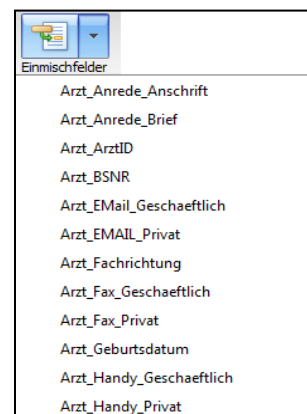 Einmischfelder
Arzt_Anrede_Anschrift
Arzt_Anrede_Brief
Arzt_ArztID
Arzt_BSNR
Arzt_EMail_Geschaeftlich
Arzt_EMAIL_Privat
Arzt_Fachrichtung
Arzt_Fax_Geschaeftlich
Arzt_Fax_Privat
Arzt_Geburtsdatum
Arzt_Handy_Geschaeftlich
Arzt_Handy_Privat